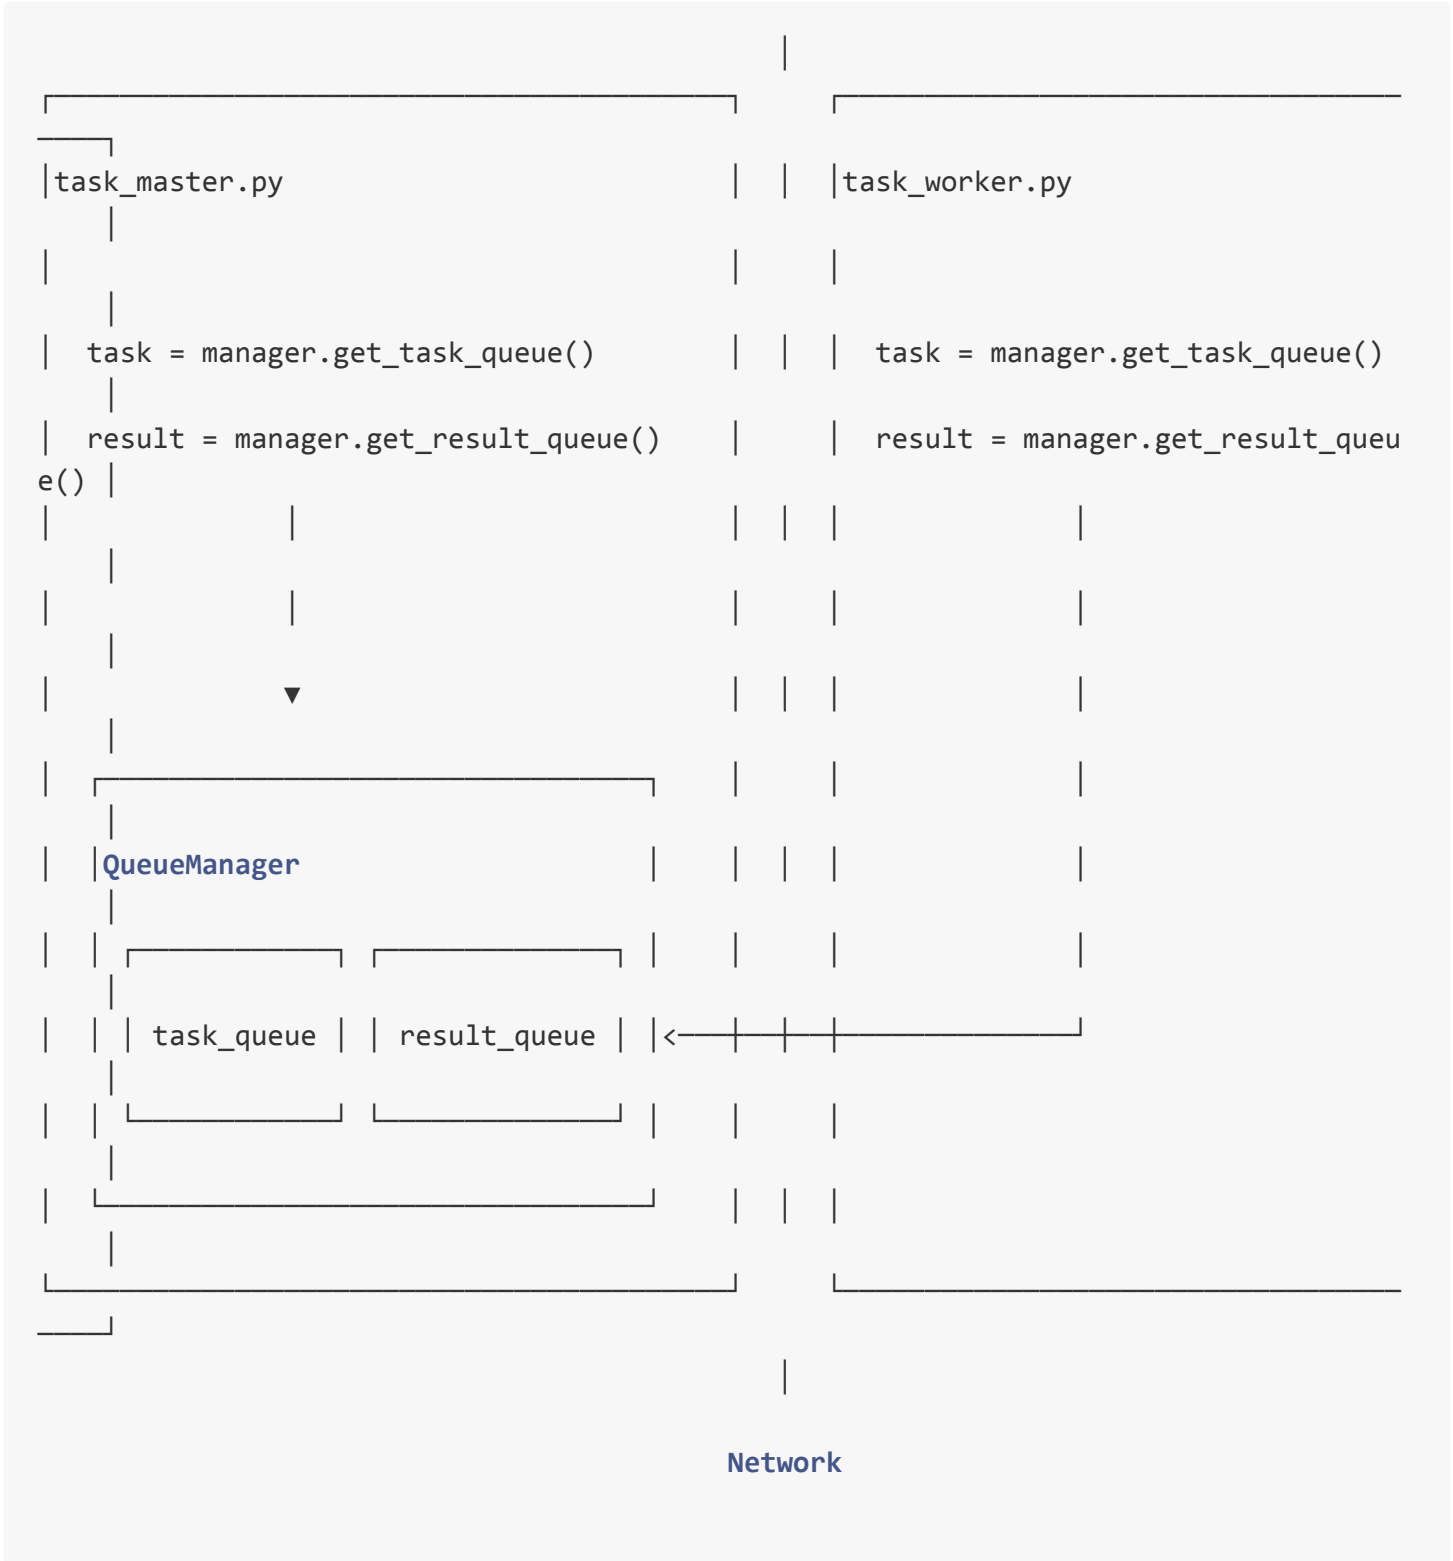 task_master.py task_worker.py
task = manager.get_task_queue() task = manager.get_task_queue()
result = manager.get_result_queue() result = manager.get_result_queu
e()
QueueManager
task_queue result_queue
Network